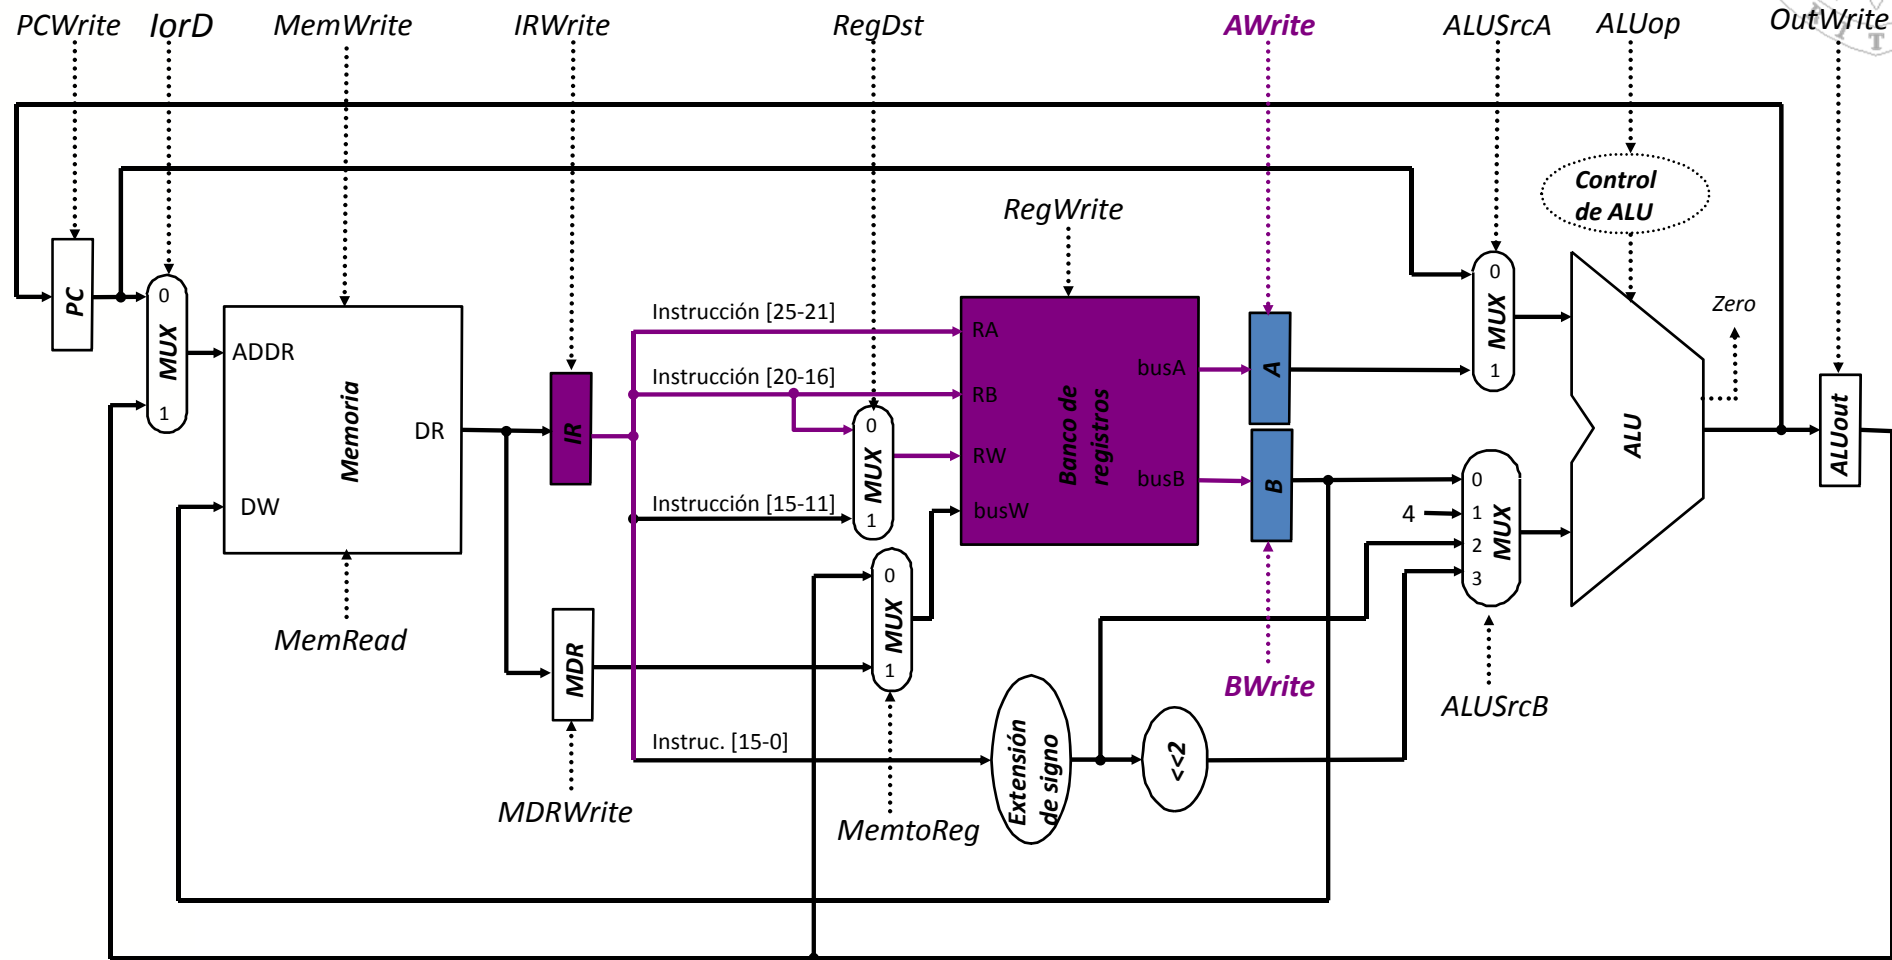 PCWrite
IorD
MemWrite
IRWrite
RegDst
AWrite
ALUSrcA
ALUop
OutWrite
I T
Control
de ALU
RegWrite
PC
0
MUX
1
ADDR
Memoria
DR
DW
MemRead
IR
Instrucción [25-21]
Instrucción [20-16]
Instrucción [15-11]
0
MUX
1
RA
RB
RW
busW
Banco de
registros
busA
busB
A
B
0
MUX
1
Zero
ALU
ALUout
4
0
1
2
3
MUX
ALUSrcB
BWrite
MDR
MDRWrite
0
MUX
1
MemtoReg
Instruc. [15-0]
Extensión
de signo
<<2